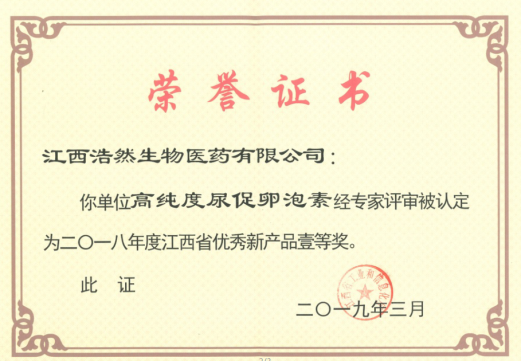 荣誉证书
江西浩然生物医药有限公司：
你单位高纯度尿促卵泡素经专家评审被认定
为二〇一八年度江西省优秀新产品壹等奖。
此 证
二〇一九年三月